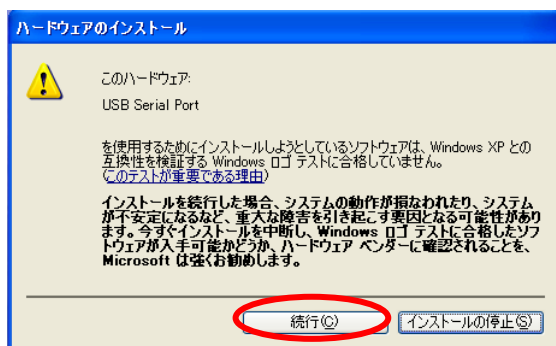 ハードウェアのインストール
このハードウェア:
USB Serial Port
を使用するためにインストールしようとしているソフトウェアは、Windows XP との
互換性を検証する Windows ロゴ テストに合格していません。
(このテストが重要である理由)
インストールを続行した場合、システムの動作が損なわれたり、システム
が不安定になるなど、重大な障害を引き起こす要因となる可能性があり
ます。今すぐインストールを中断し、Windows ロゴ テストに合格したソフ
トウェアが入手可能かどうか、ハードウェア ベンダーに確認されることを、
Microsoft は強くお勧めします。
続行(C) インストールの停止(S)